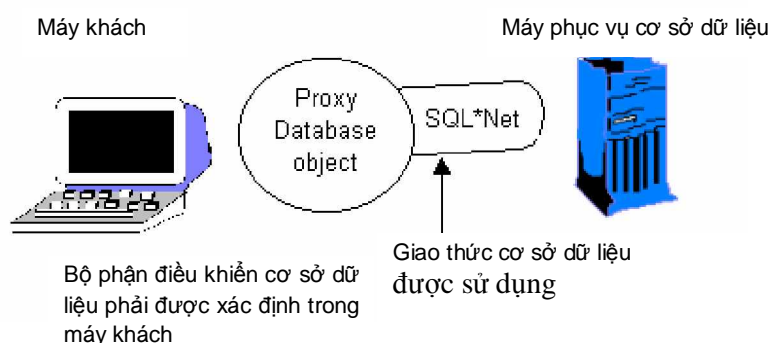 Máy khách
Máy phục vụ cơ sở dữ liệu
Proxy
Database
object
SQL*Net
Giao thức cơ sở dữ liệu
được sử dụng
Bộ phận điều khiển cơ sở dữ
liệu phải được xác định trong
máy khách